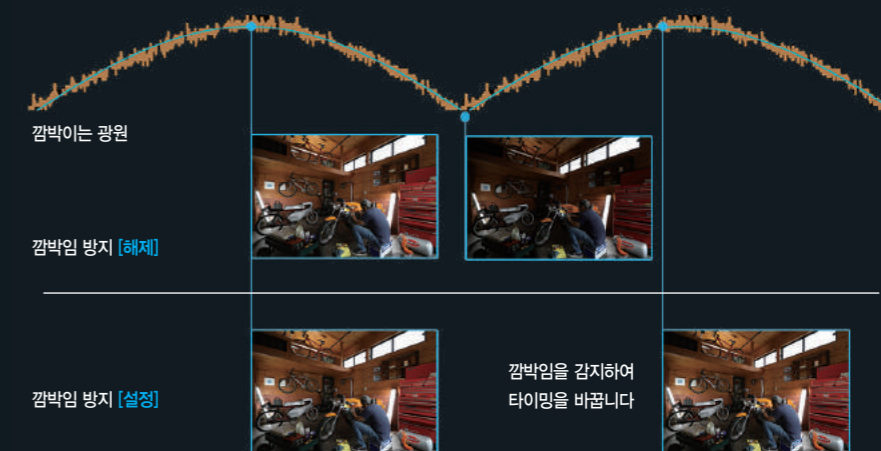 깜박이는 광원
깜박임 방지 [해제]
깜박임 방지 [설정]
깜박임을 감지하여
타이밍을 바꿉니다